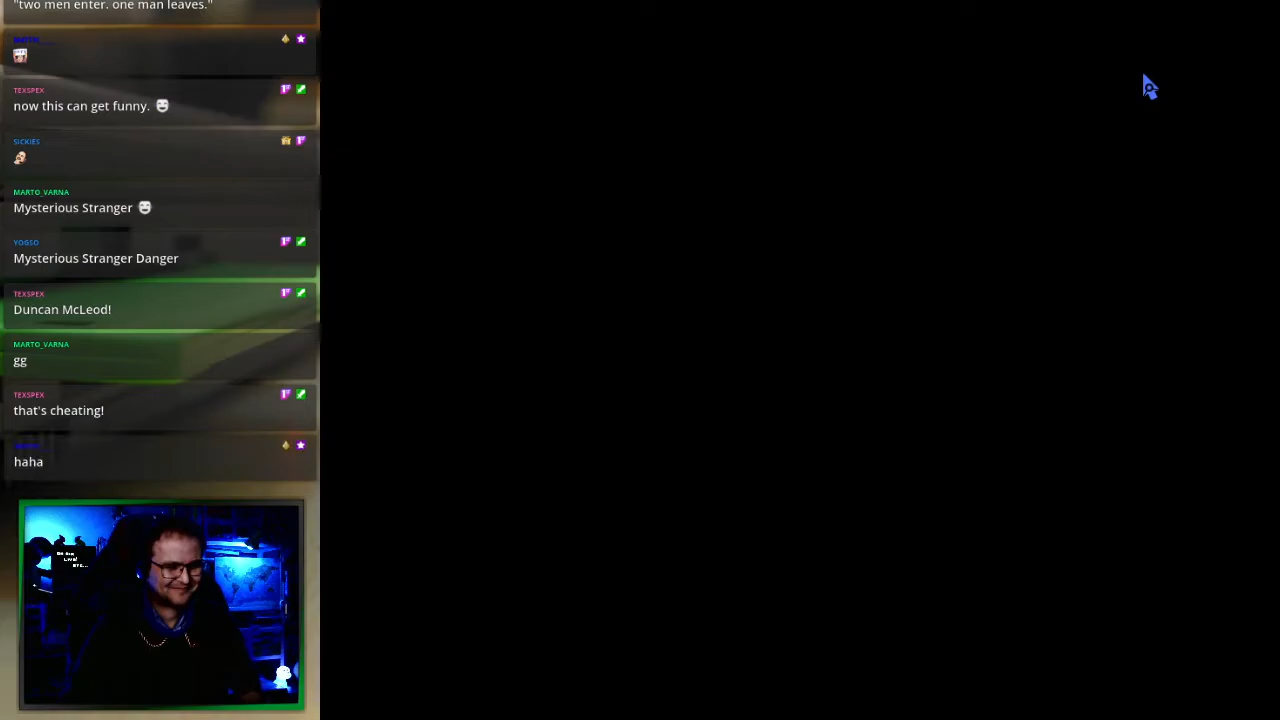 "two men enter. one man leaves."
TEXSPEX
now this can get funny.
SICKIES
MARTO_VARNA
Mysterious Stranger
YOGSO
Mysterious Stranger Danger
TEXSPEX
Duncan McLeod!
MARTO_VARNA
gg
TEXSPEX
that's cheating!
haha